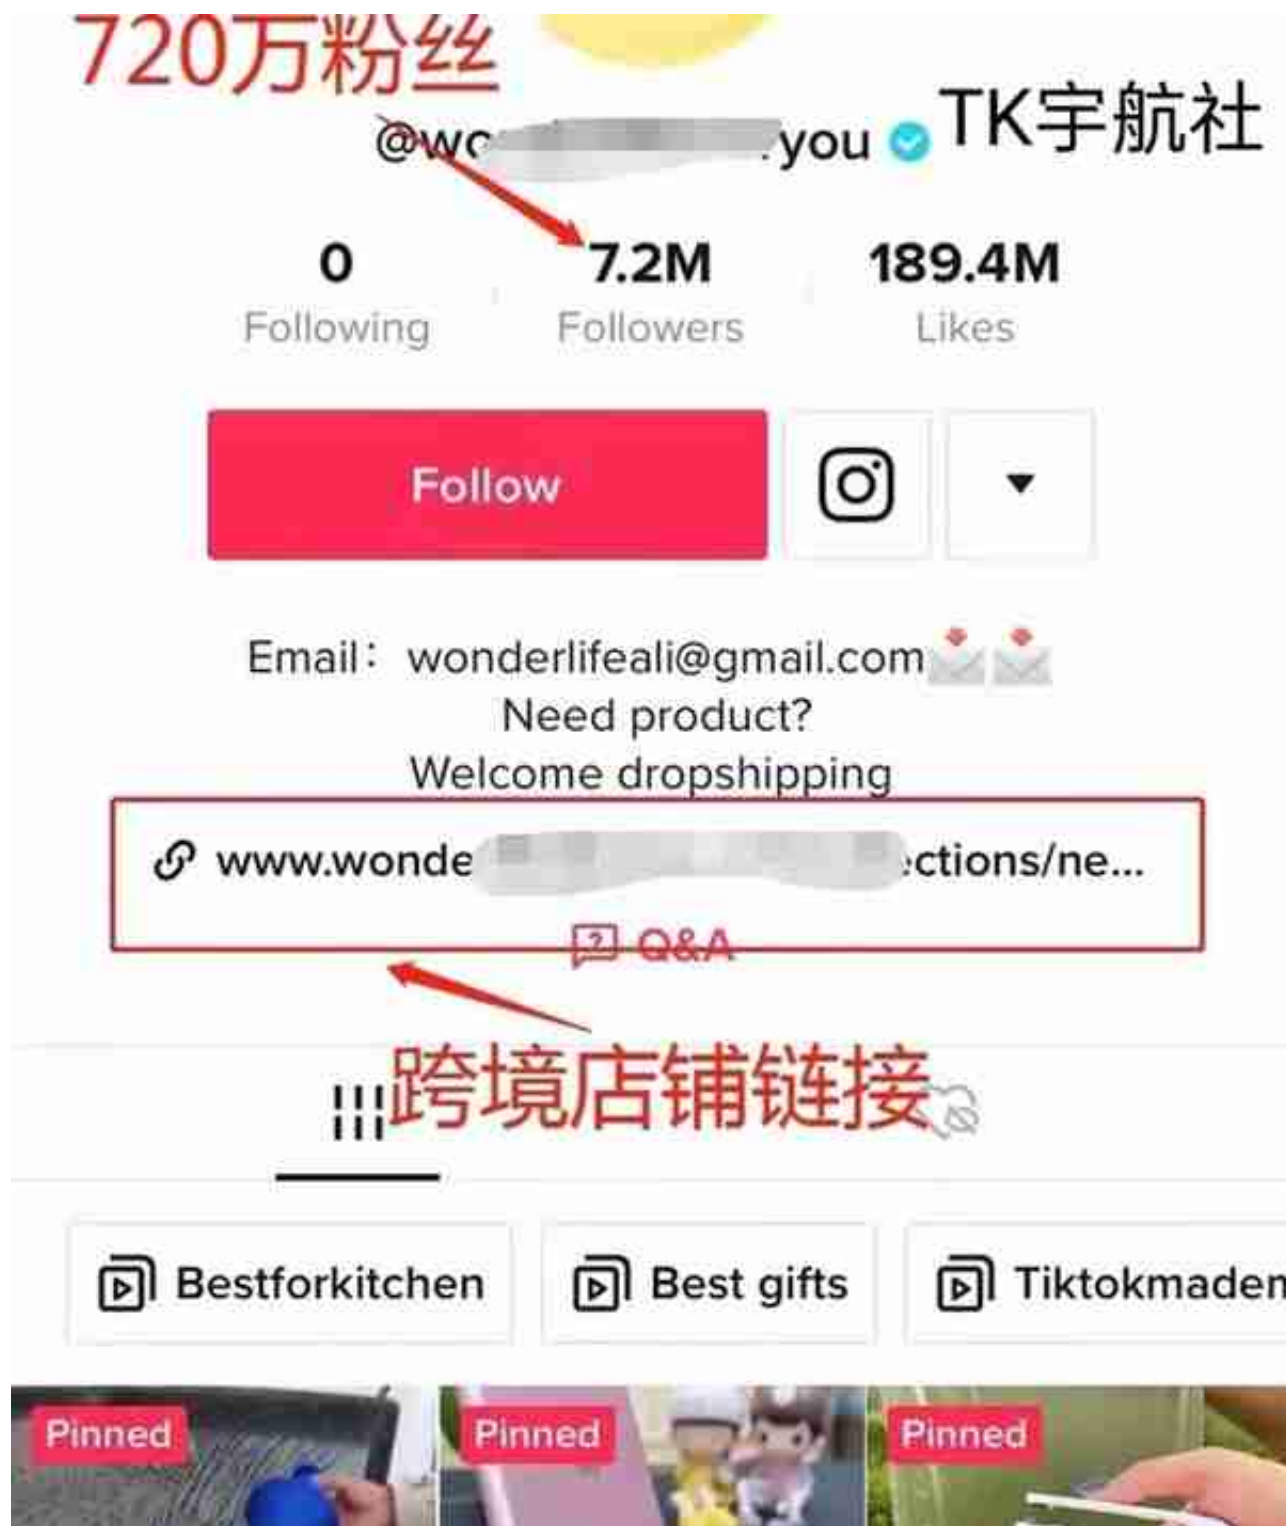 720万粉丝
TK宇航社
@wo you
0 7.2M 189.4M
Following Followers Likes
Follow
Email： wonderlifeali@gmail.com
Need product?
Welcome dropshipping
www.wonde ections/ne...
Q&A
跨境店铺链接
Bestforkitchen Best gifts Tiktokmaden
Pinned Pinned Pinned